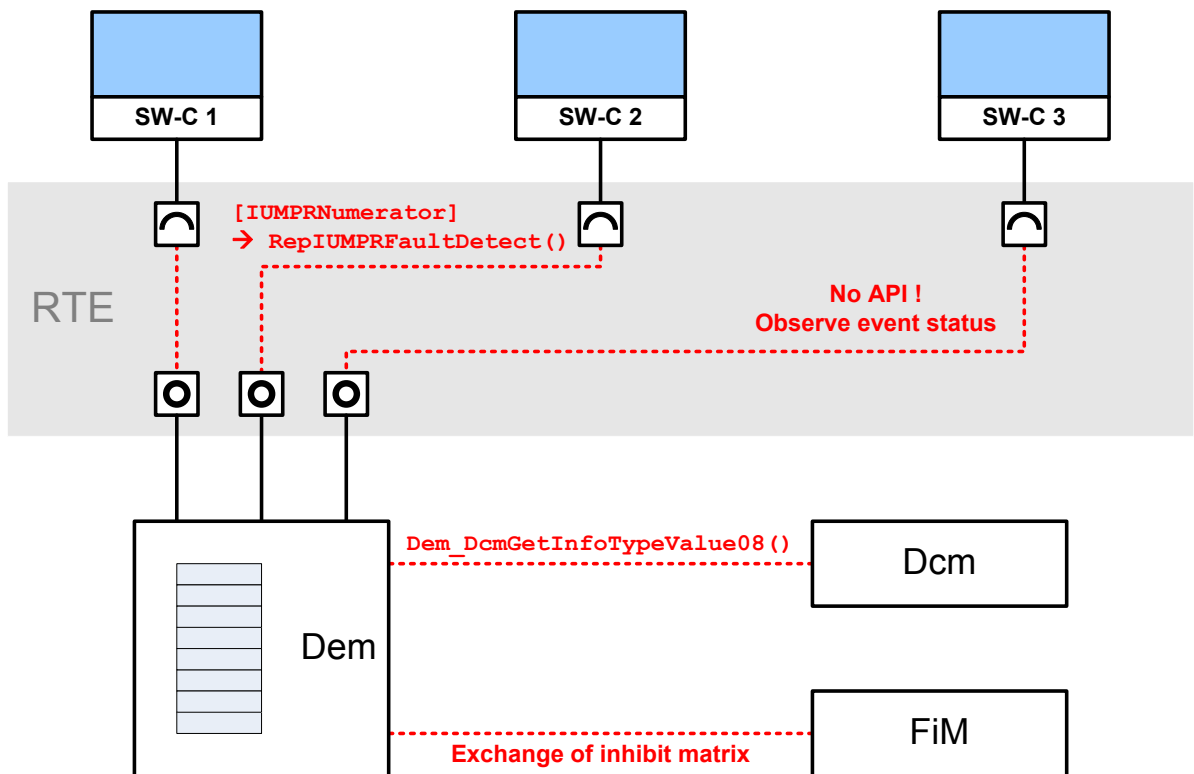 SW-C 1
SW-C 2
SW-C 3
[IUMPRNumerator]
→ RepIUMPRFaultDetect()
RTE
No API !
Observe event status
Dem_DcmGetInfoTypeValue08()
Dcm
Dem
FiM
Exchange of inhibit matrix